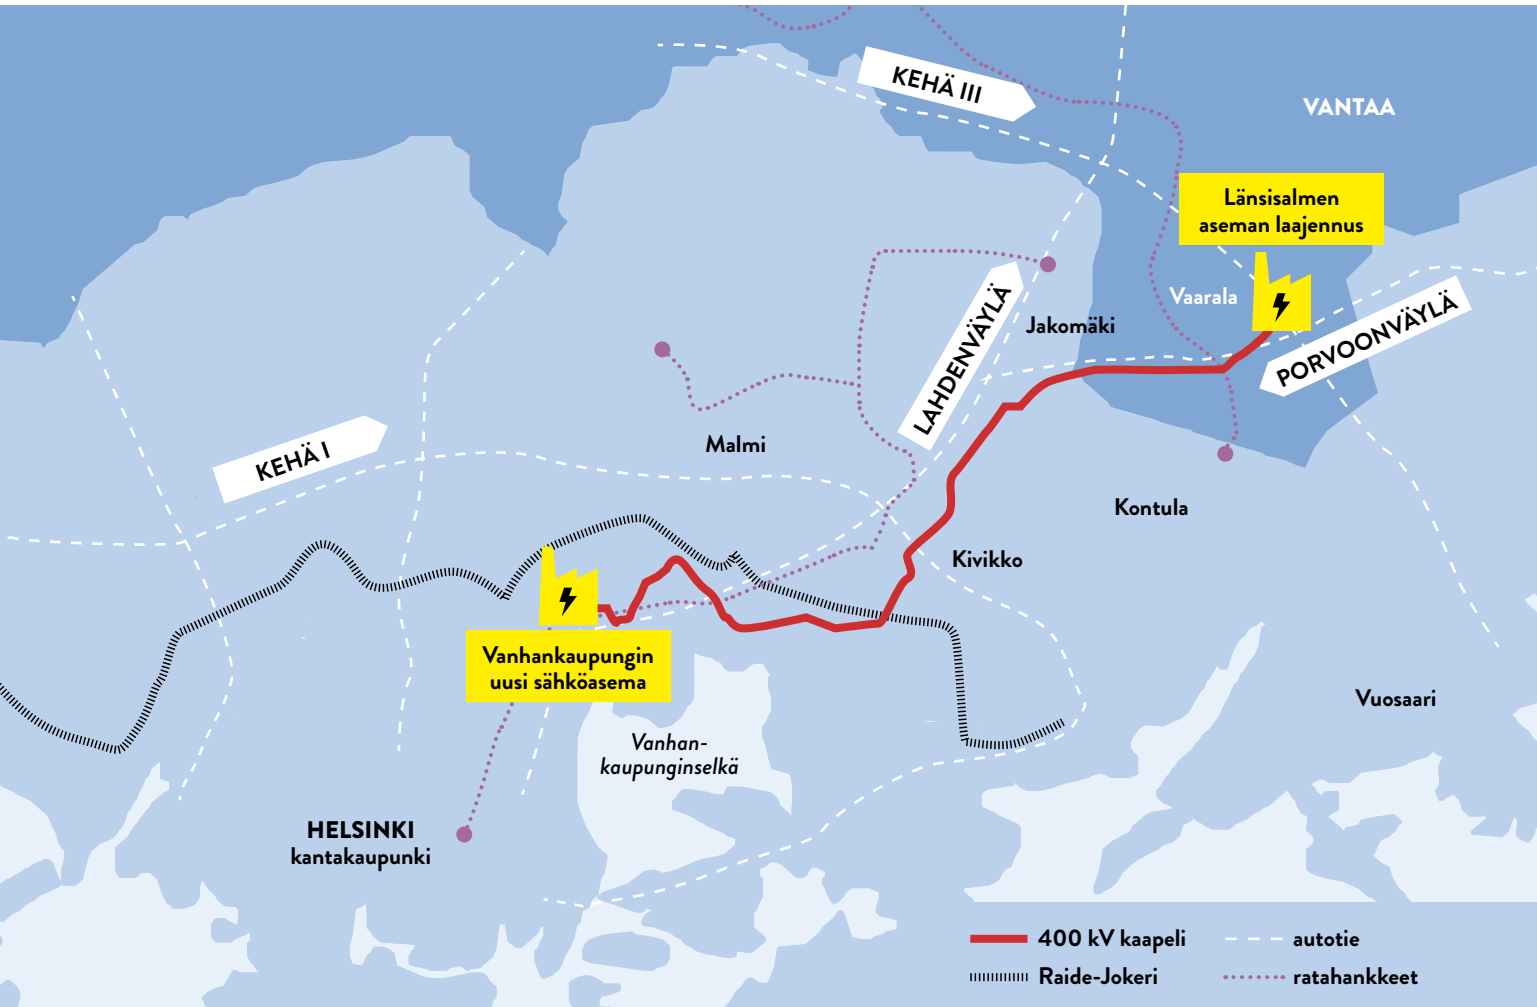 KEHÄ III
VANTAA
Länsisalmen
aseman laajennus
Vaarala
LAHDENVÄYLÄ
Jakomäki
PORVOONVÄYLÄ
KEHÄ I
Malmi
Kontula
Kivikko
Vanhankaupungin
uusi sähköasema
Vuosaari
Vanhan-
kaupunginselkä
HELSINKI
kantakaupunki
400 kV kaapeli
autotie
Raide-Jokeri
ratahankkeet